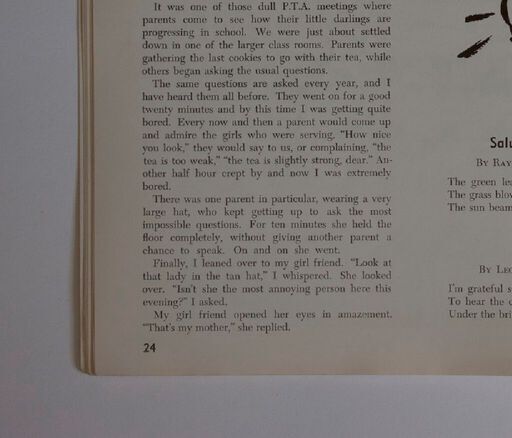 It was one of those dull P.T.A. meetings where
parents come to see how their little darlings are
progressing in school. We were just about settled
down in one of the larger class rooms. Parents were
gathering the last cookies to go with their tea, while
others began asking the usual questions.
The same questions are asked every year, and I
have heard them all before. They went on for a good
twenty minutes and by this time I was getting quite
bored. Every now and then a parent would come up
and admire the girls who were serving. "How nice
you look," they would say to us, or complaining, "the
tea is too weak," "the tea is slightly strong, dear." An-
other half hour crept by and now I was extremely
bored.
There was one parent in particular, wearing a very
large hat, who kept getting up to ask the most
impossible questions. For ten minutes she held the
floor completely, without giving another parent a
chance to speak. On and on she went.
Finally, I leaned over to my girl friend. "Look at
that lady in the tan hat," I whispered. She looked
over. "Isn't she the most annoying person here this
evening?" I asked.
My girl friend opened her eyes in amazement.
"That's my mother," she replied.
24
Salu
By Ray
The green lea
The grass blow
The sun beam
By Leo
I'm grateful s
To hear the c
Under the bri